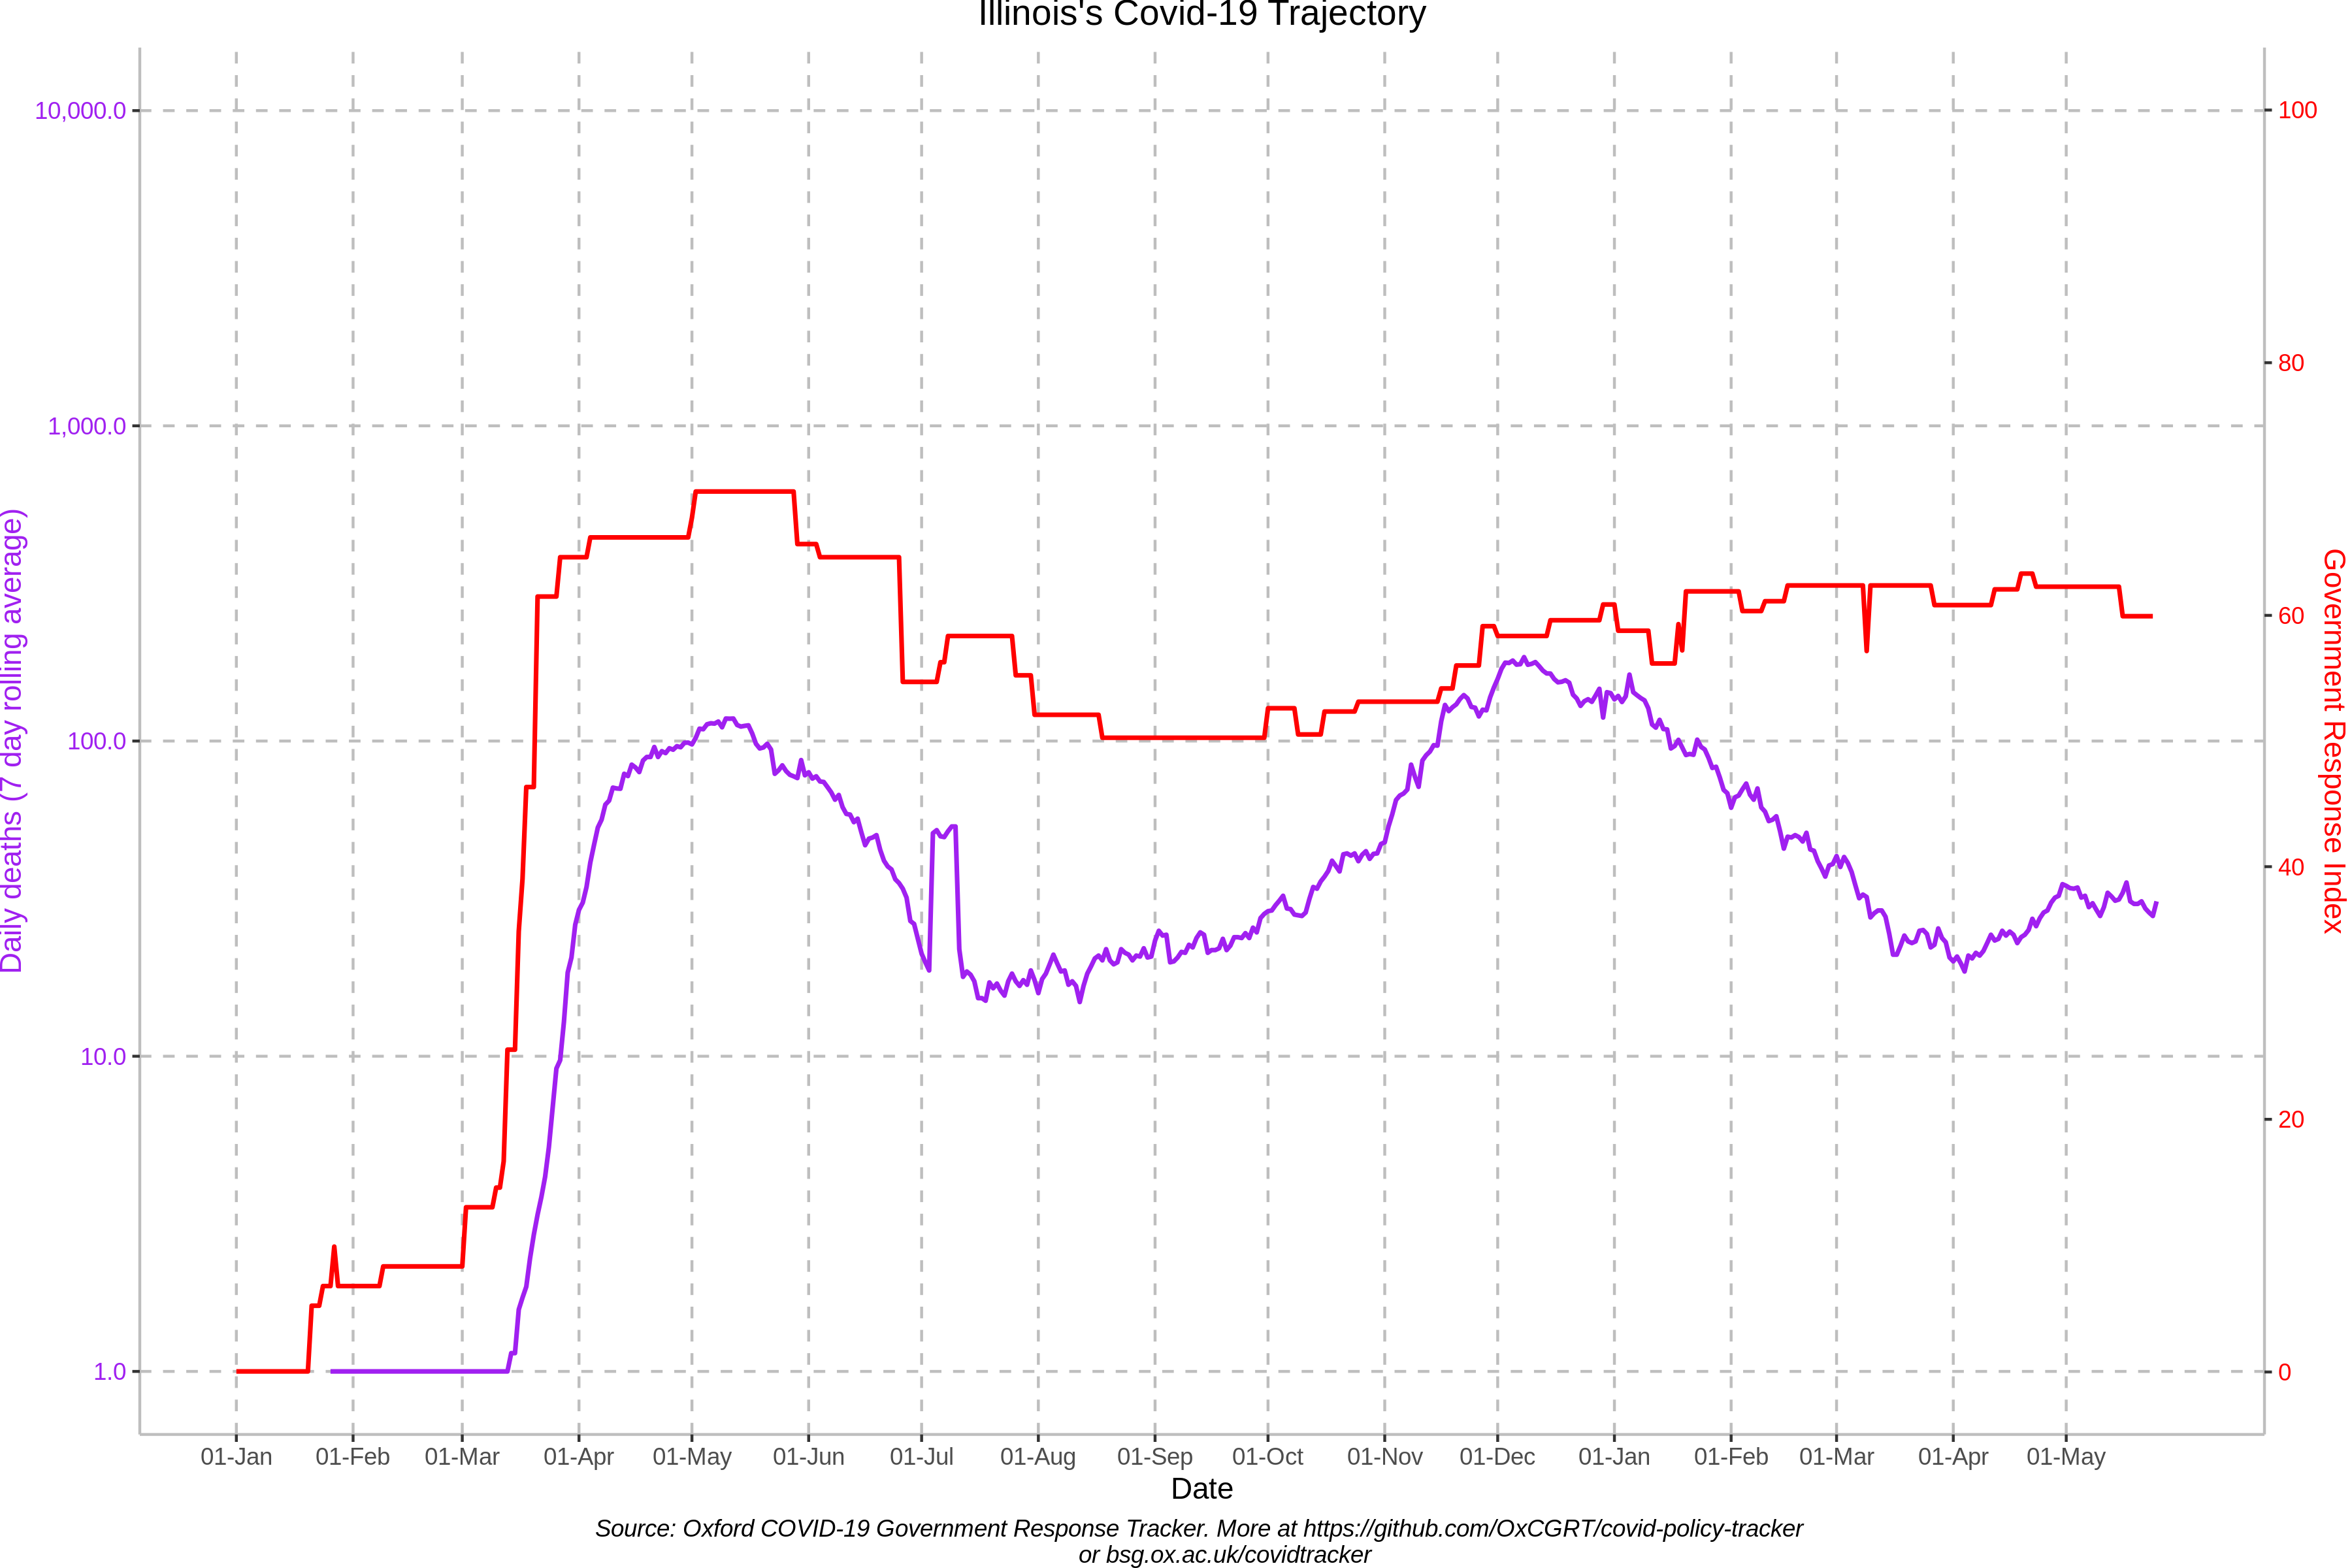 Illinois's Covid-19 Trajectory
10,000.0
1,000.0
100.0
10.0
1.0
Daily deaths (7 day rolling average)
100
80
60
40
20
0
Government Response Index
01-Jan 01-Feb 01-Mar 01-Apr 01-May 01-Jun 01-Jul 01-Aug 01-Sep 01-Oct 01-Nov 01-Dec 01-Jan 01-Feb 01-Mar 01-Apr 01-May
Date
Source: Oxford COVID-19 Government Response Tracker. More at https://github.com/OxCGRT/covid-policy-tracker
or bsg.ox.ac.uk/covidtracker